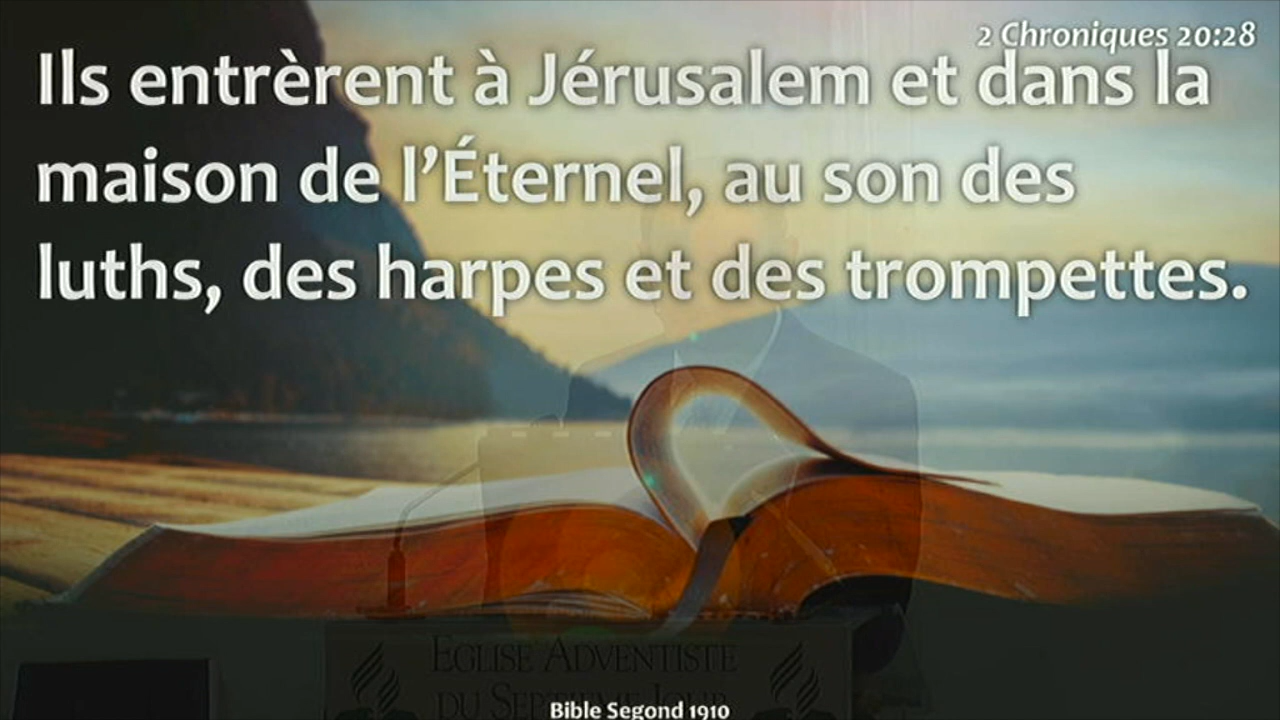 2 Chroniques 20:28
Ils entrèrent à Jérusalem et dans la
maison de l’Éternel, au son des
luths, des harpes et des trompettes.
EGLISE ADVENTISTE
DU SEPTIEME JOUR
Bible Segond 1910